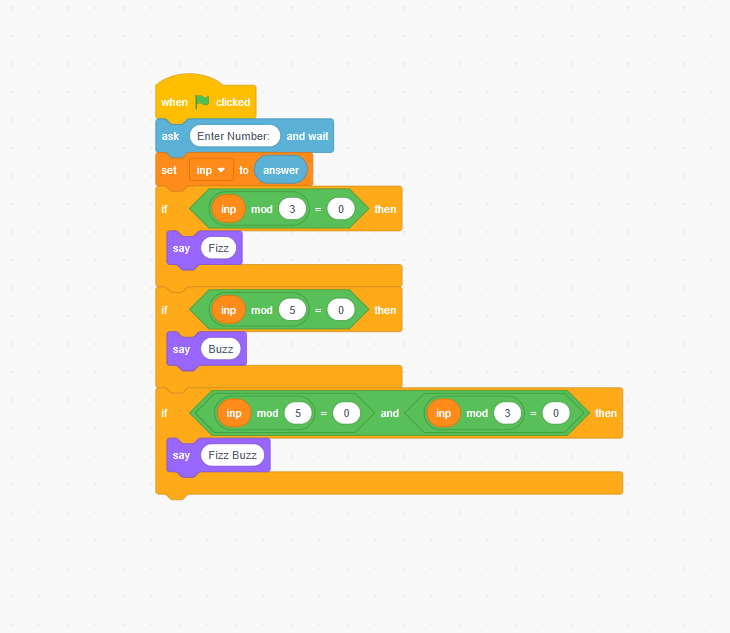 when clicked
ask Enter Number: and wait
set inp to answer
if inp mod 3 = 0 then
say Fizz
if inp mod 5 = 0 then
say Buzz
if inp mod 5 = 0 and inp mod 3 = 0 then
say Fizz Buzz